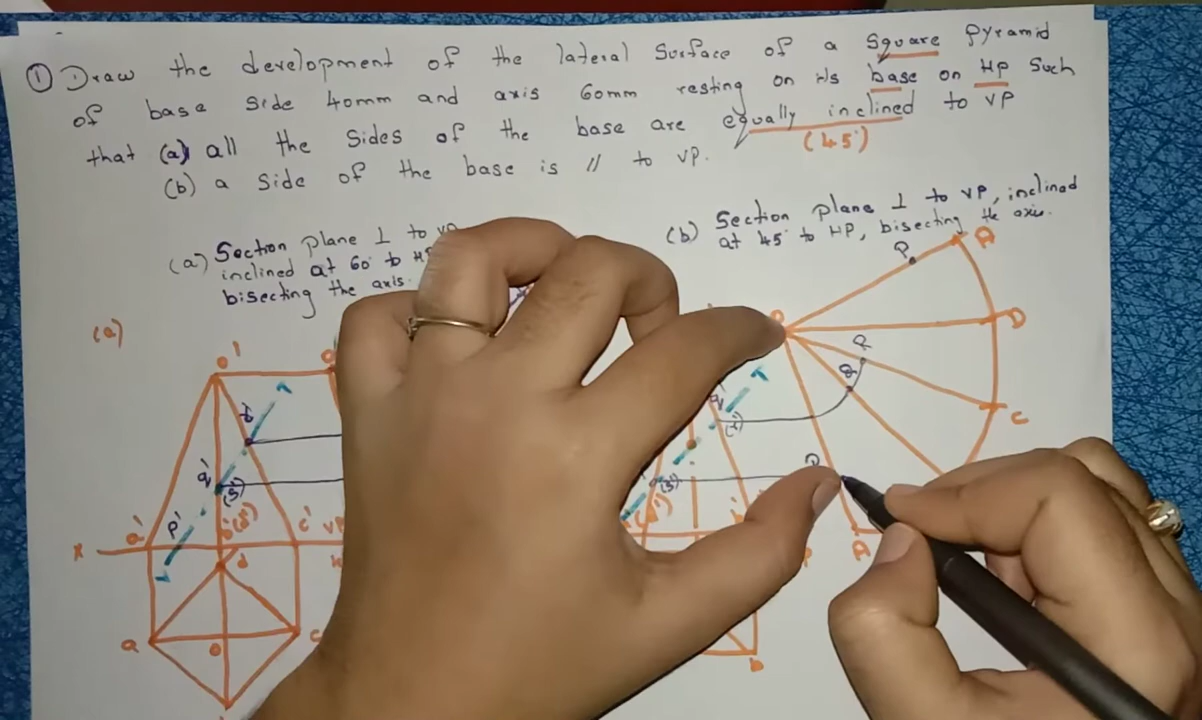 ① Draw the development of the lateral Surface of a Square Pyramid
of base side 40mm and axis 60mm resting on its base on HP Such
that (a) all the Sides of the base are equally inclined to VP
(45°)
(b) a Side of the base is // to VP.
(a) Section plane ⊥ to VP
inclined at 60° to HP
bisecting the axis.
(b) Section plane ⊥ to VP, inclined
at 45° to HP, bisecting the axis.
(a)
o'
q'
(s')
p'
a'
c'
VP
X
a
d
o
c
A
D
C
A
b